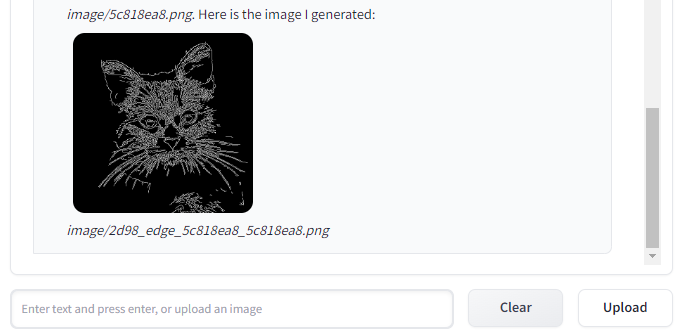 image/5c818ea8.png. Here is the image I generated:
image/2d98_edge_5c818ea8_5c818ea8.png
Enter text and press enter, or upload an image
Clear
Upload